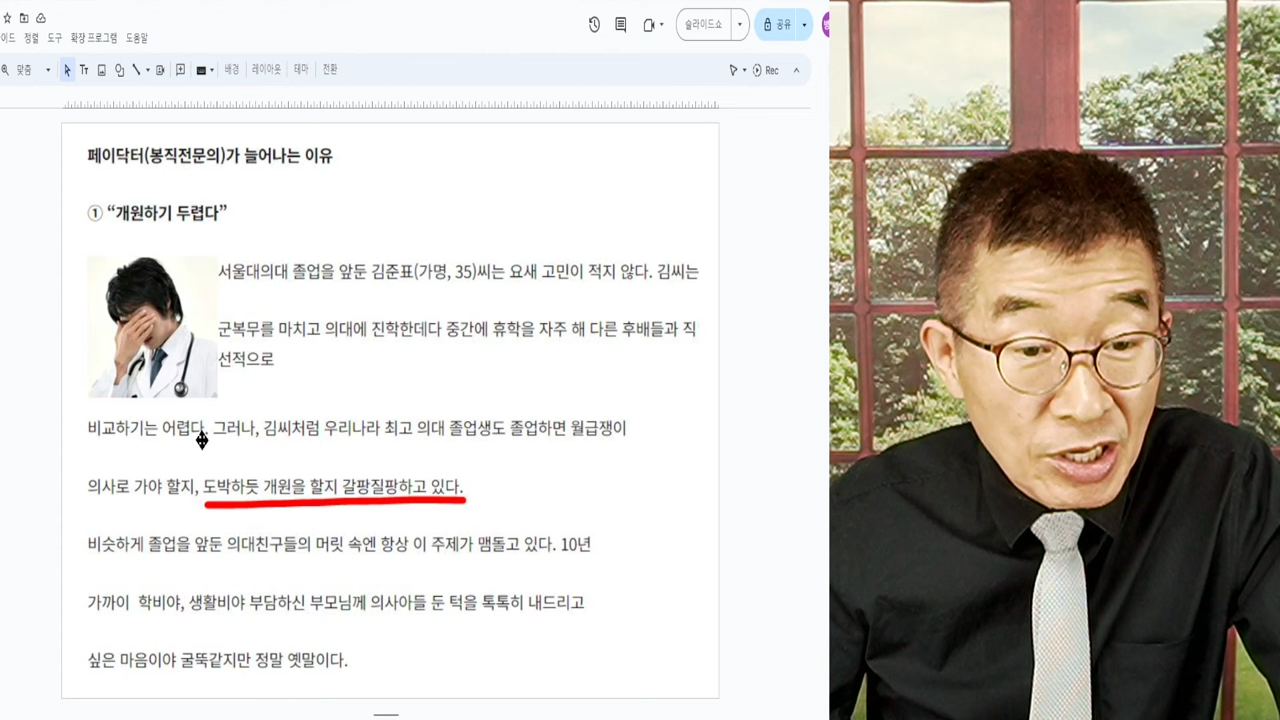 이드 정렬 도구 확장 프로그램 도움말
슬라이드쇼
공유
맞춤
Tr
배경 레이아웃 테마 전환
Rec
페이닥터(봉직전문의)가 늘어나는 이유
① “개원하기 두렵다”
서울대의대 졸업을 앞둔 김준표(가명, 35)씨는 요새 고민이 적지 않다. 김씨는
군복무를 마치고 의대에 진학한데다 중간에 휴학을 자주 해 다른 후배들과 직
선적으로
비교하기는 어렵다. 그러나, 김씨처럼 우리나라 최고 의대 졸업생도 졸업하면 월급쟁이
의사로 가야 할지, 도박하듯 개원을 할지 갈팡질팡하고 있다.
비슷하게 졸업을 앞둔 의대친구들의 머릿 속엔 항상 이 주제가 맴돌고 있다. 10년
가까이 학비야, 생활비야 부담하신 부모님께 의사아들 둔 턱을 톡톡히 내드리고
싶은 마음이야 굴뚝같지만 정말 옛말이다.